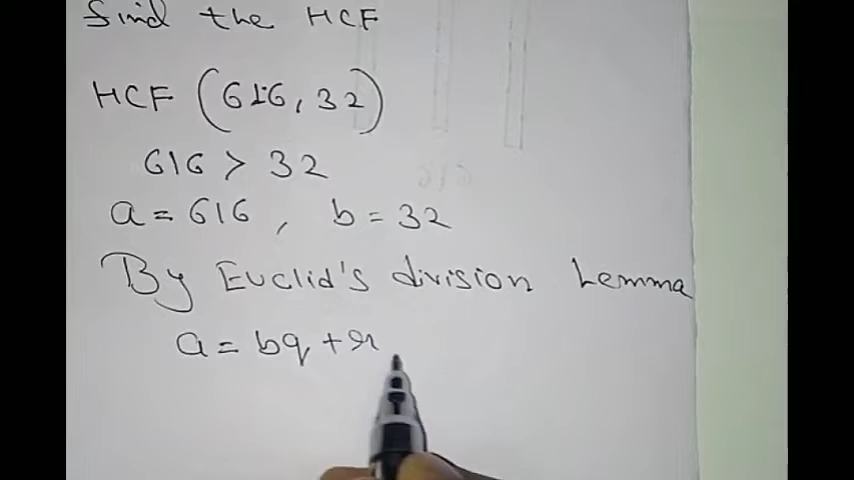 find the HCF
HCF (616, 32)
616 > 32
a = 616 , b = 32
By Euclid's division Lemma
a = bq + r